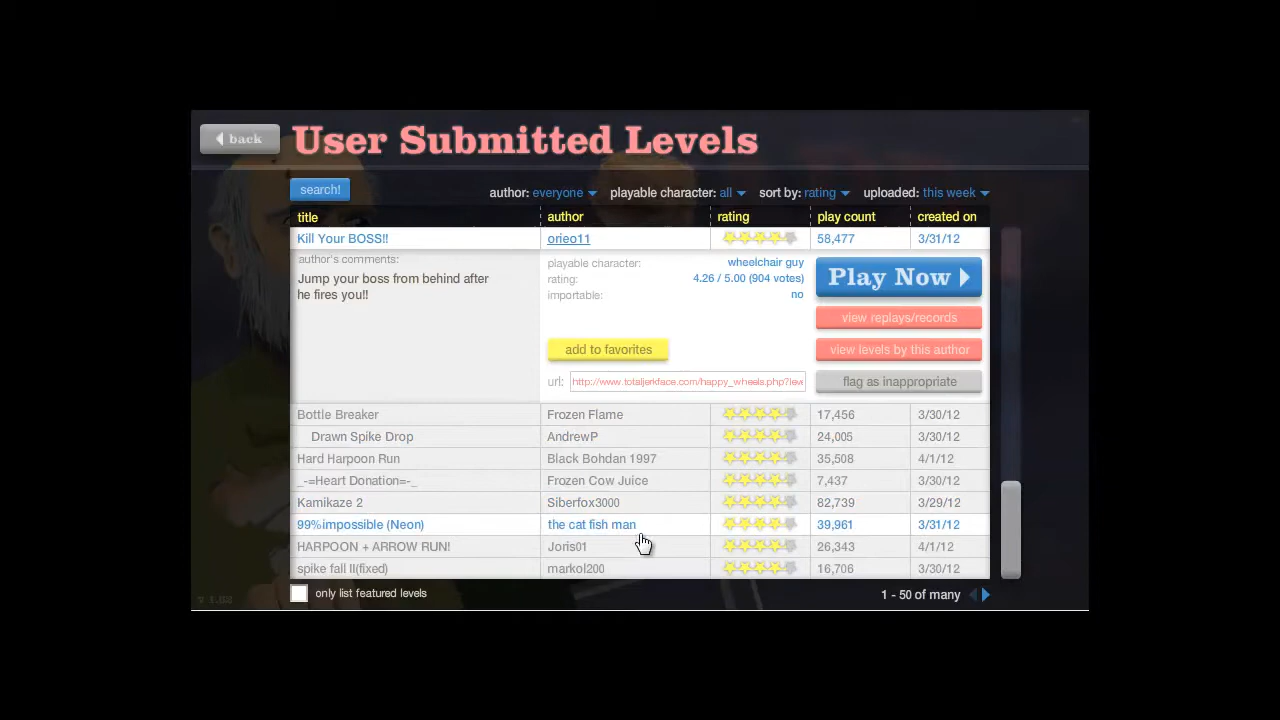 back
User Submitted Levels
search!
author: everyone playable character: all sort by: rating uploaded: this week
title author rating play count created on
Kill Your BOSS!! orieo11 58,477 3/31/12
author's comments:
Jump your boss from behind after
he fires you!!
playable character: wheelchair guy
rating: 4.26 / 5.00 (904 votes)
importable: no
Play Now
view replays/records
add to favorites
view levels by this author
url: http://www.totaljerkface.com/happy_wheels.php?leve
flag as inappropriate
Bottle Breaker Frozen Flame 17,456 3/30/12
Drawn Spike Drop AndrewP 24,005 3/30/12
Hard Harpoon Run Black Bohdan 1997 35,508 4/1/12
_-=Heart Donation=-_ Frozen Cow Juice 7,437 3/30/12
Kamikaze 2 Siberfox3000 82,739 3/29/12
99%impossible (Neon) the cat fish man 39,961 3/31/12
HARPOON + ARROW RUN! Joris01 26,343 4/1/12
spike fall II(fixed) markol200 16,706 3/30/12
only list featured levels
1 - 50 of many